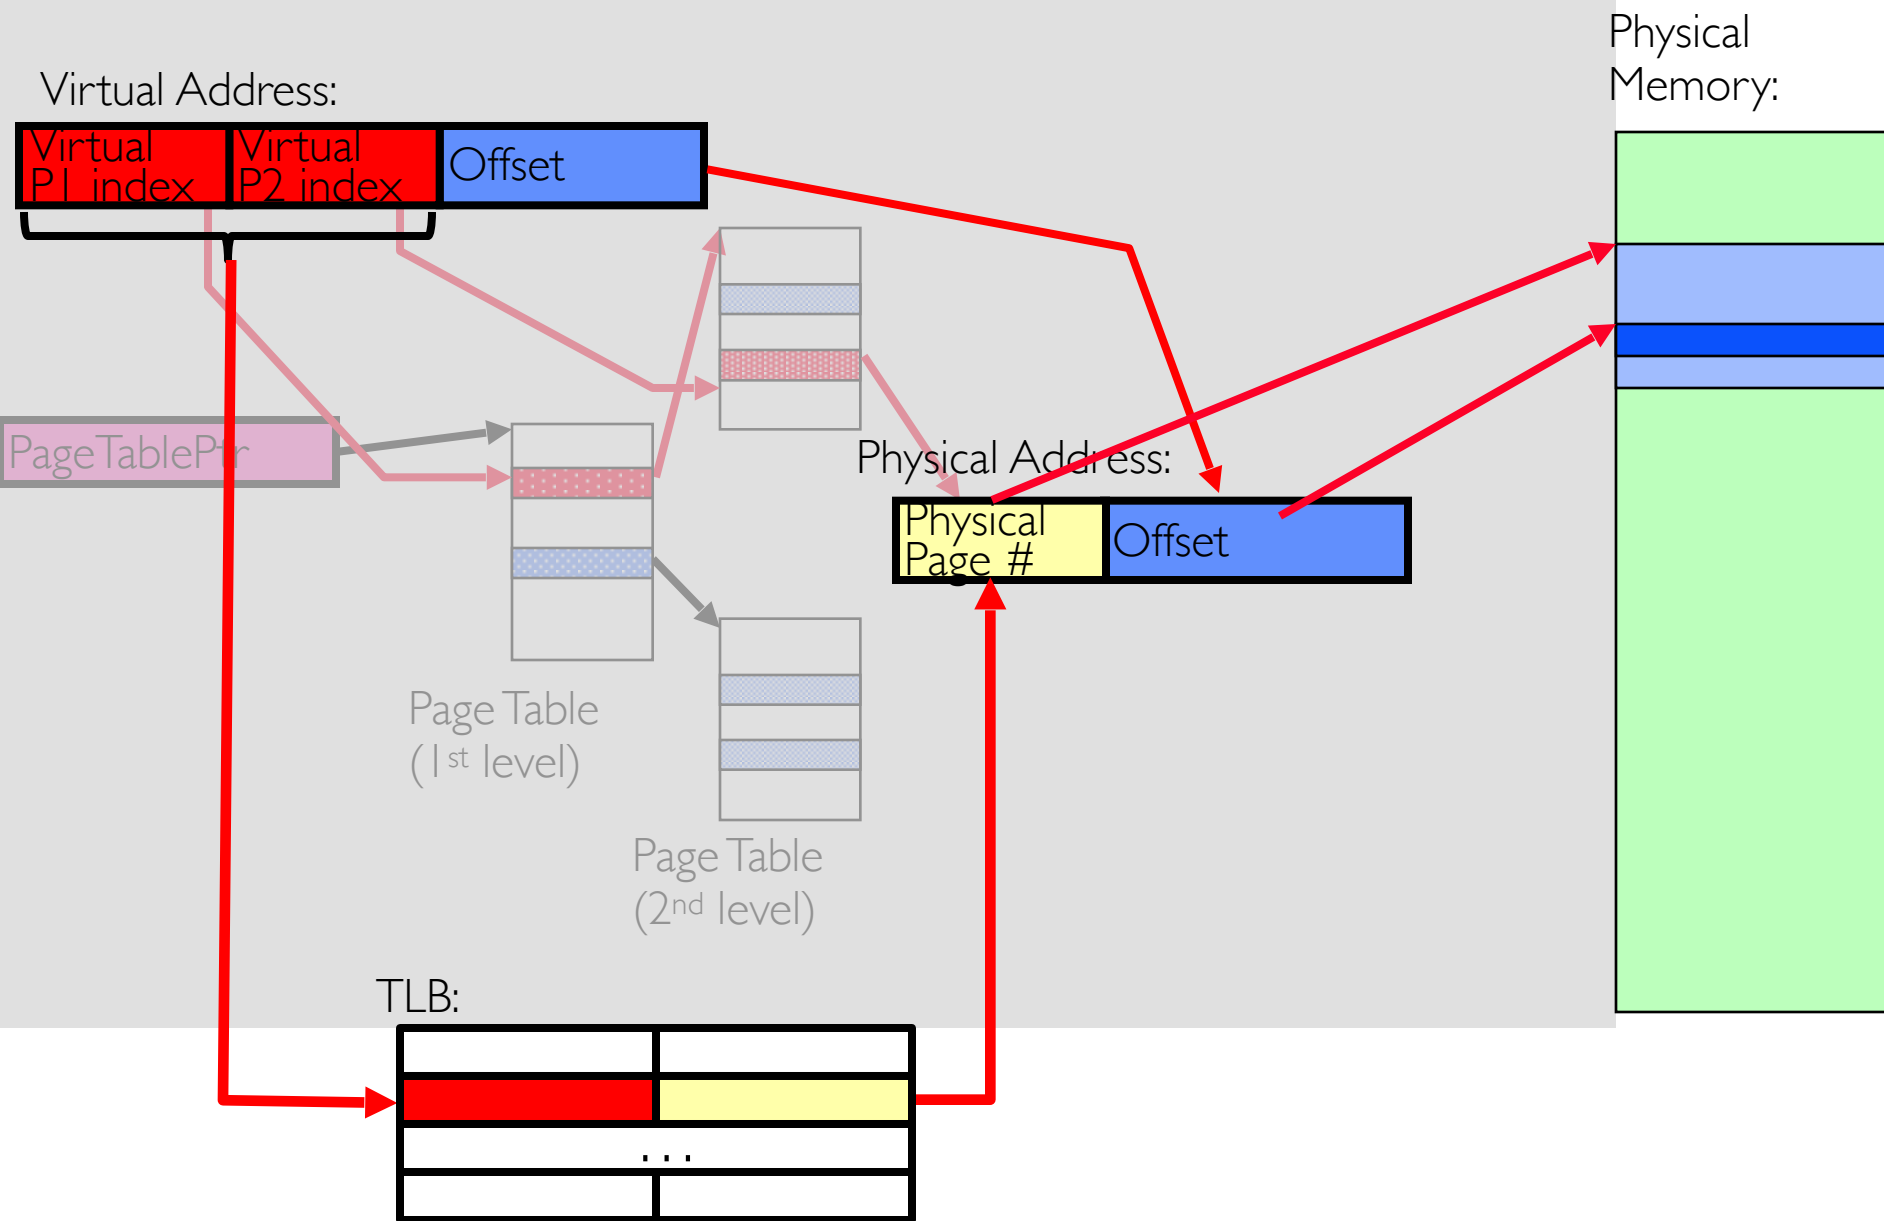 Physical
Memory:
Virtual Address:
Virtual
P1 index
Virtual
P2 index
Offset
PageTablePtr
Physical Address:
Physical
Page #
Offset
Page Table
(1st level)
Page Table
(2nd level)
TLB:
...